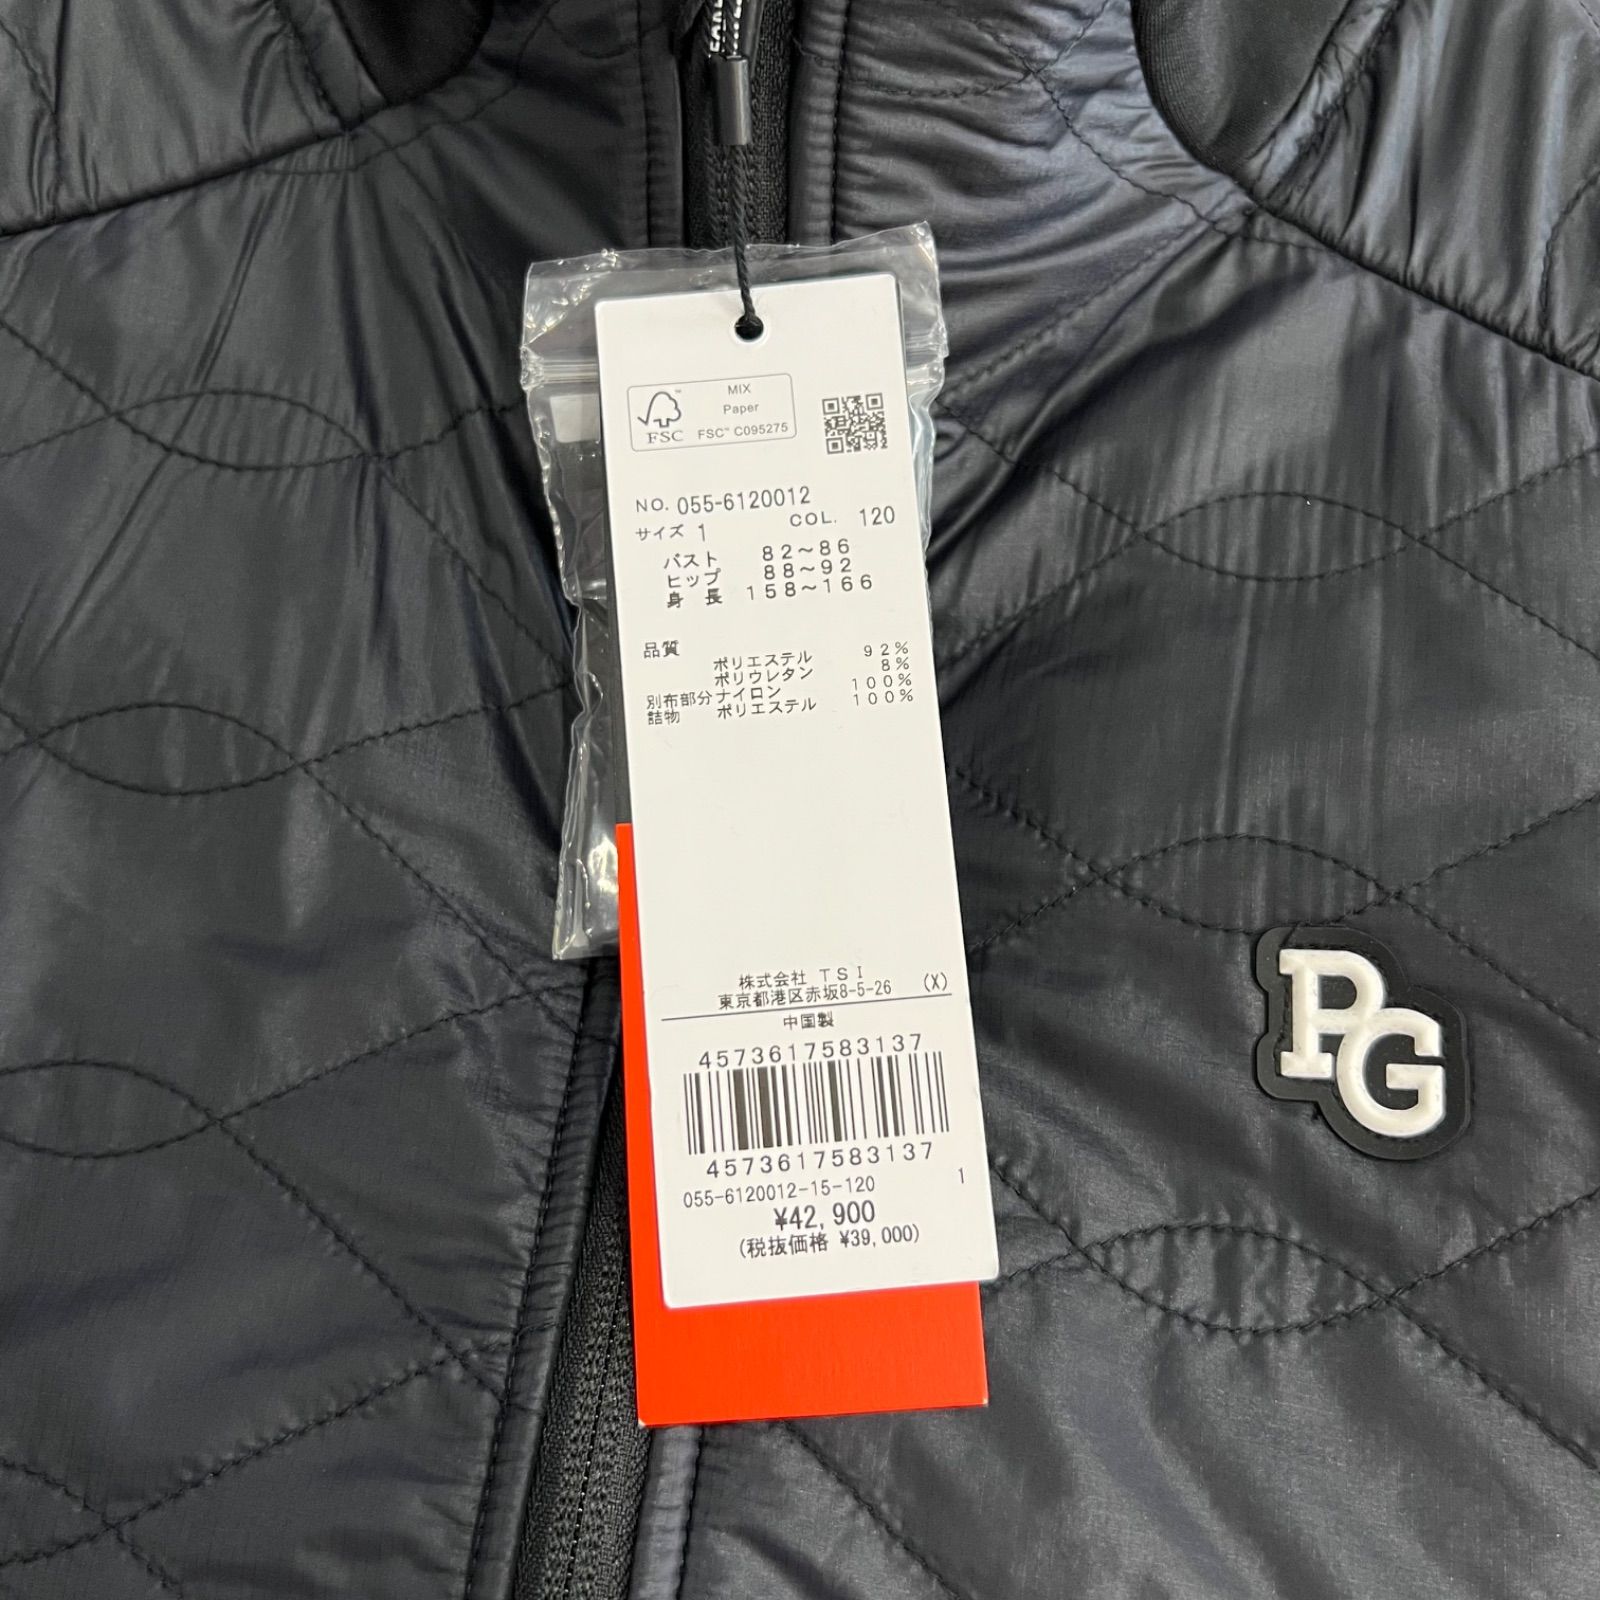 MIX
Paper
FSC™ C095275
FSC
NO. 055-6120012
サイズ 1 COL. 120
バスト 82~86
ヒップ 88~92
身長 158~166
品質
ポリエステル 92%
ポリウレタン 8%
別布部分 ナイロン 100%
詰物 ポリエステル 100%
株式会社 TSI
東京都港区赤坂8-5-26 (X)
中国製
4573617583137
4573617583137
055-6120012-15-120 1
¥42,900
(税抜価格 ¥39,000)
PG